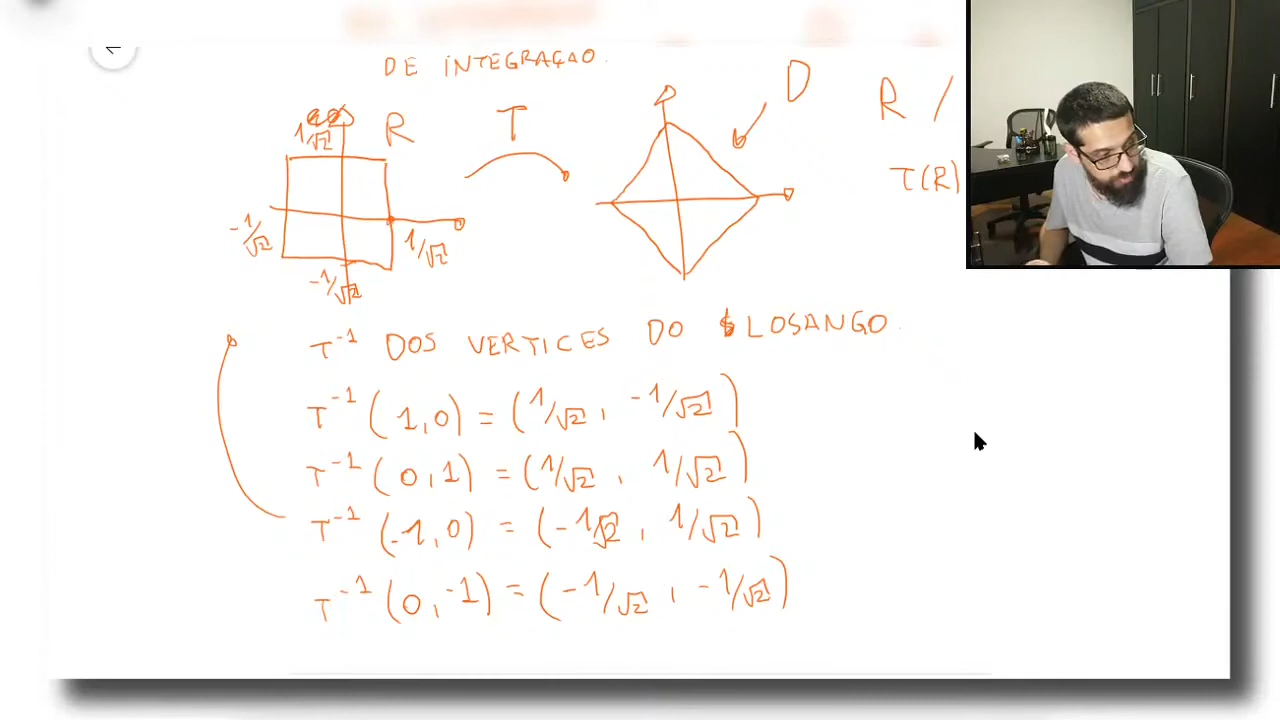 DE INTEGRAÇAO.
1/√2 R T D R /
T(R)
-1/√2 1/√2
-1/√2
T⁻¹ DOS VERTICES DO LOSANGO.
T⁻¹(1,0) = (1/√2, -1/√2)
T⁻¹(0,1) = (1/√2, 1/√2)
T⁻¹(-1,0) = (-1√2, 1/√2)
T⁻¹(0,-1) = (-1/√2, -1/√2)